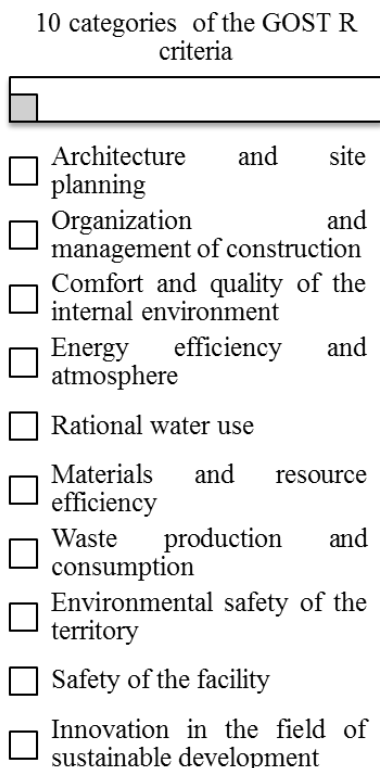 10 categories of the GOST R
criteria
Architecture and site
planning
Organization and
management of construction
Comfort and quality of the
internal environment
Energy efficiency and
atmosphere
Rational water use
Materials and resource
efficiency
Waste production and
consumption
Environmental safety of the
territory
Safety of the facility
Innovation in the field of
sustainable development